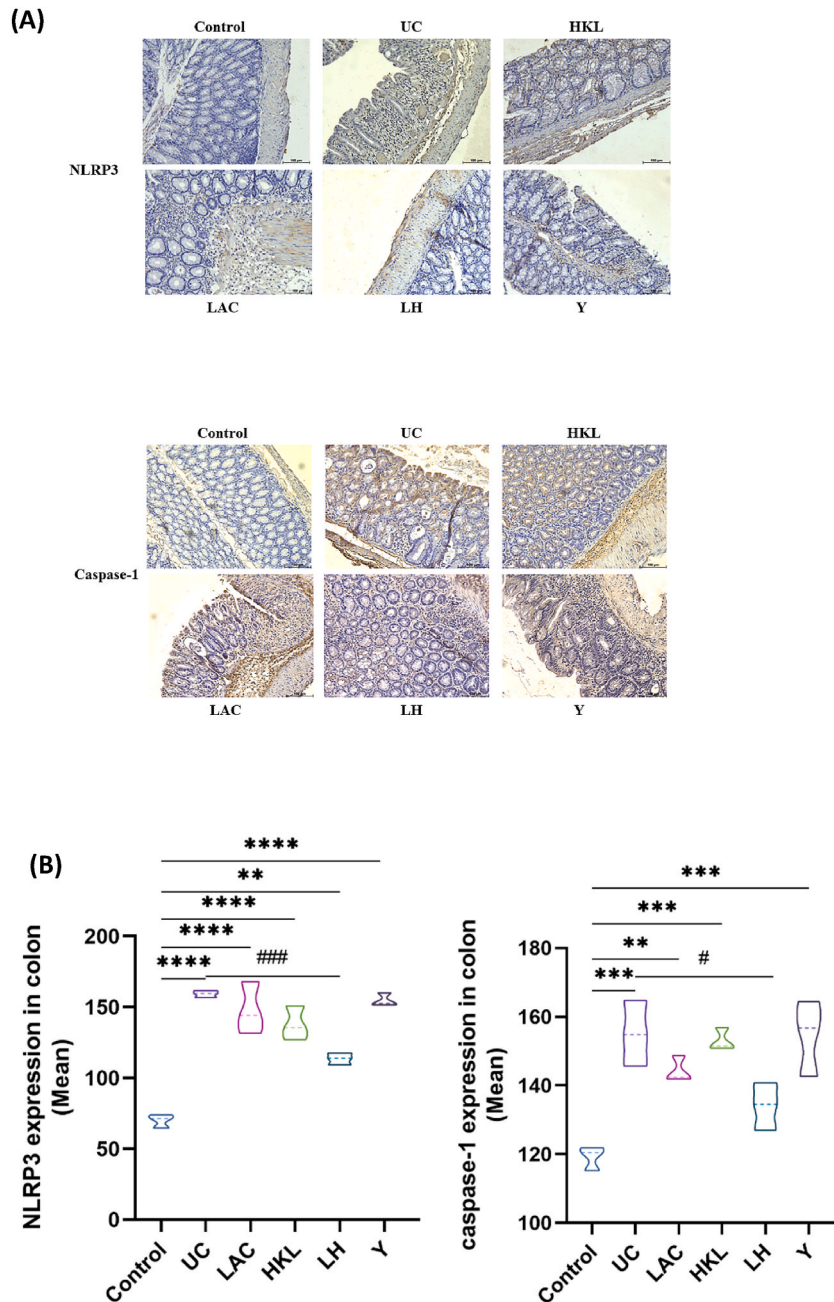 (A)
Control UC HKL
NLRP3
LAC LH Y
Control UC HKL
Caspase-1
LAC LH Y
(B)
****
**
****
****
****
###
NLRP3 expression in colon
(Mean)
200
150
100
50
0
Control UC LAC HKL LH Y
***
***
**
***
#
caspase-1 expression in colon
(Mean)
180
160
140
120
100
Control UC LAC HKL LH Y